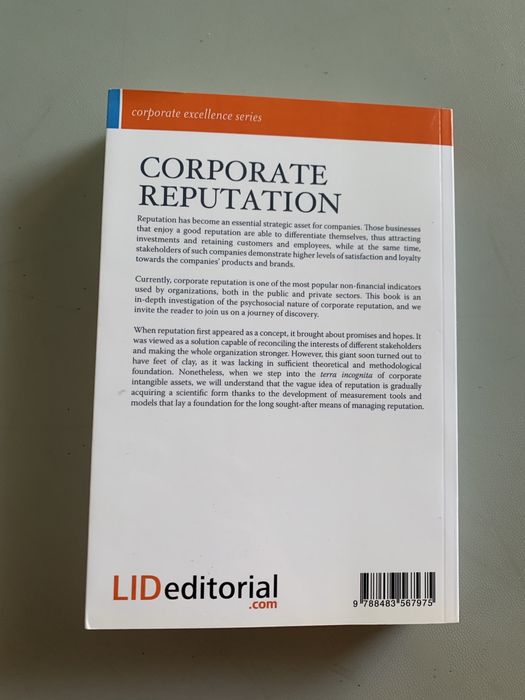 corporate excellence series
CORPORATE
REPUTATION
Reputation has become an essential strategic asset for companies. Those businesses
that enjoy a good reputation are able to differentiate themselves, thus attracting
investments and retaining customers and employees, while at the same time,
stakeholders of such companies demonstrate higher levels of satisfaction and loyalty
towards the companies' products and brands.
Currently, corporate reputation is one of the most popular non-financial indicators
used by organizations, both in the public and private sectors. This book is an
in-depth investigation of the psychosocial nature of corporate reputation, and we
invite the reader to join us on a journey of discovery.
When reputation first appeared as a concept, it brought about promises and hopes. It
was viewed as a solution capable of reconciling the interests of different stakeholders
and making the whole organization stronger. However, this giant soon turned out to
have feet of clay, as it was lacking in sufficient theoretical and methodological
foundation. Nonetheless, when we step into the terra incognita of corporate
intangible assets, we will understand that the vague idea of reputation is gradually
acquiring a scientific form thanks to the development of measurement tools and
models that lay a foundation for the long sought-after means of managing reputation.
LIDeditorial
.com
9 788483 567975